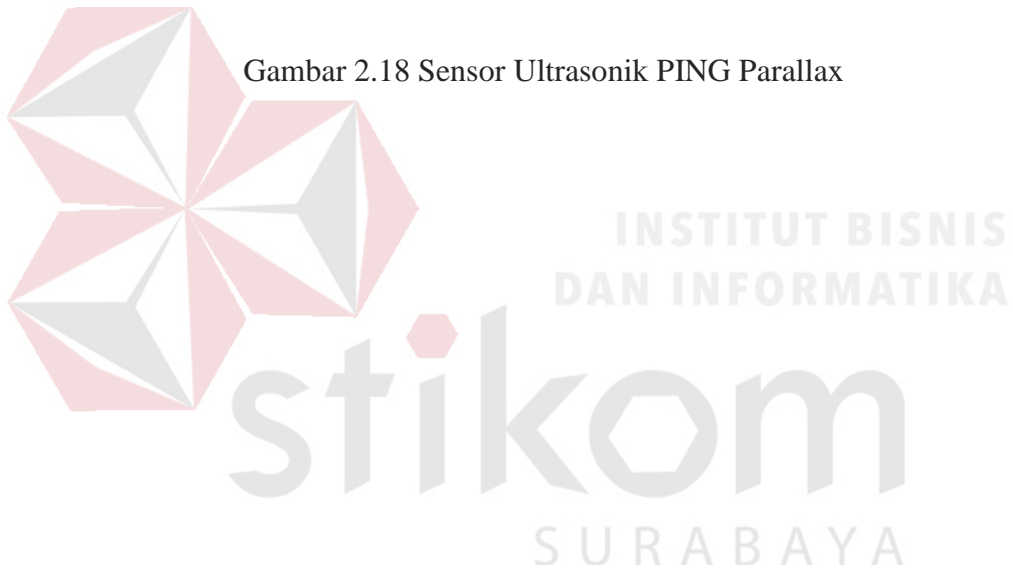 Gambar 2.18 Sensor Ultrasonik PING Parallax
INSTITUT BISNIS
DAN INFORMATIKA
stikom
SURABAYA